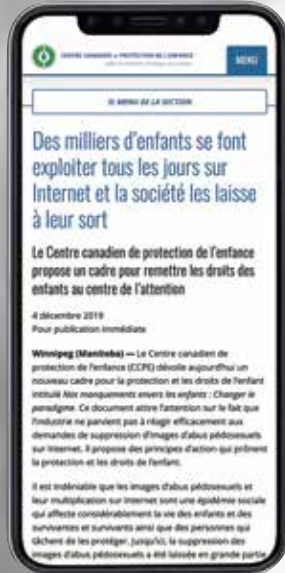 CENTRE CANADIEN de PROTECTION DE L'ENFANCE
MENU
MENU DE LA SECTION
Des milliers d'enfants se font
exploiter tous les jours sur
Internet et la société les laisse
à leur sort
Le Centre canadien de protection de l'enfance
propose un cadre pour remettre les droits des
enfants au centre de l'attention
4 décembre 2019
Pour publication immédiate
Winnipeg (Manitoba) — Le Centre canadien de
protection de l'enfance (CCPE) dévoile aujourd'hui un
nouveau cadre pour la protection et les droits de l'enfant
intitulé Nos manquements envers les enfants : Changer le
paradigme. Ce document attire l'attention sur le fait que
l'industrie ne parvient pas à réagir efficacement aux
demandes de suppression d'images d'abus pédosexuels
sur Internet. Il propose des principes d'action qui prônent
la protection et les droits de l'enfant.
Il est indéniable que les images d'abus pédosexuels et
leur multiplication sur Internet sont une épidémie sociale
qui affecte considérablement la vie des enfants et des
survivantes et survivants ainsi que des personnes qui
tâchent de les protéger. Jusqu'ici, la suppression des
images d'abus pédosexuels a été laissée en grande partie